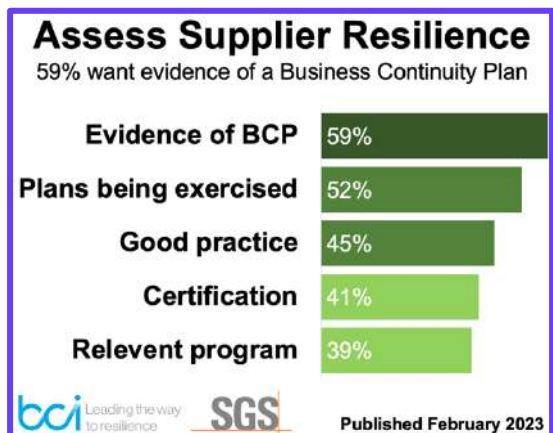 Assess Supplier Resilience
59% want evidence of a Business Continuity Plan
Evidence of BCP 59%
Plans being exercised 52%
Good practice 45%
Certification 41%
Relevent program 39%
bci Leading the way
to resilience
SGS
Published February 2023